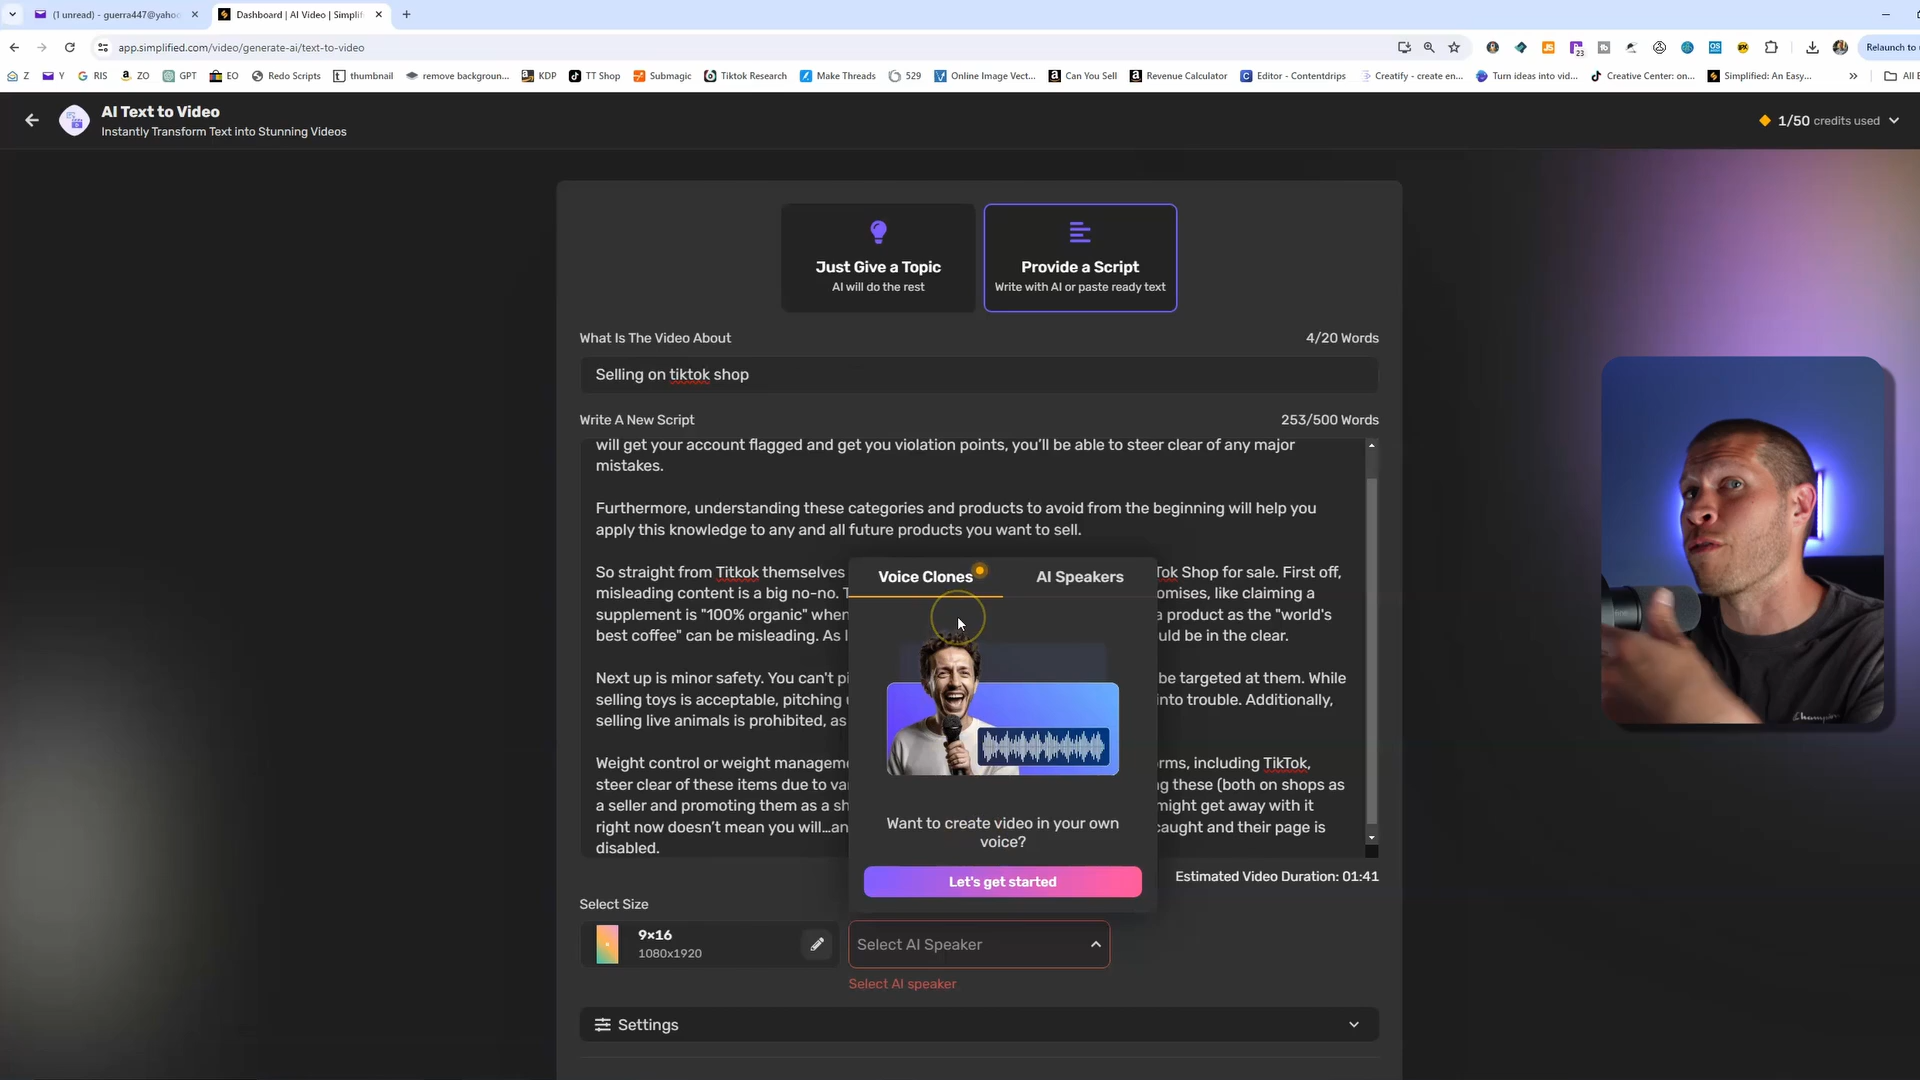 (1 unread) - guerra447@yaho
Dashboard | AI Video | Simplifi
app.simplified.com/video/generate-ai/text-to-video
23
Relaunch to u
Z
Y
RIS
ZO
GPT
EO
Redo Scripts
thumbnail
remove backgroun...
KDP
TT Shop
Submagic
Tiktok Research
Make Threads
529
Online Image Vect...
Can You Sell
Revenue Calculator
Editor - Contentdrips
Creatify - create en...
Turn ideas into vid...
Creative Center: on...
Simplified: An Easy...
»
All B
AI Text to Video
Instantly Transform Text into Stunning Videos
1/50 credits used
Just Give a Topic
AI will do the rest
Provide a Script
Write with AI or paste ready text
What Is The Video About
4/20 Words
Selling on tiktok shop
Write A New Script
253/500 Words
will get your account flagged and get you violation points, you'll be able to steer clear of any major
mistakes.
Furthermore, understanding these categories and products to avoid from the beginning will help you
apply this knowledge to any and all future products you want to sell.
So straight from Titkok themselves Tok Shop for sale. First off,
misleading content is a big no-no. T omises, like claiming a
supplement is "100% organic" when a product as the "world's
best coffee" can be misleading. As l ould be in the clear.
Next up is minor safety. You can't pi be targeted at them. While
selling toys is acceptable, pitching u into trouble. Additionally,
selling live animals is prohibited, as
Weight control or weight manageme rms, including TikTok,
steer clear of these items due to va g these (both on shops as
a seller and promoting them as a sh might get away with it
right now doesn't mean you will...an caught and their page is
disabled.
Voice Clones
AI Speakers
Want to create video in your own
voice?
Let's get started
Estimated Video Duration: 01:41
Select Size
9×16
1080x1920
Select AI Speaker
Select AI speaker
Settings
Champion